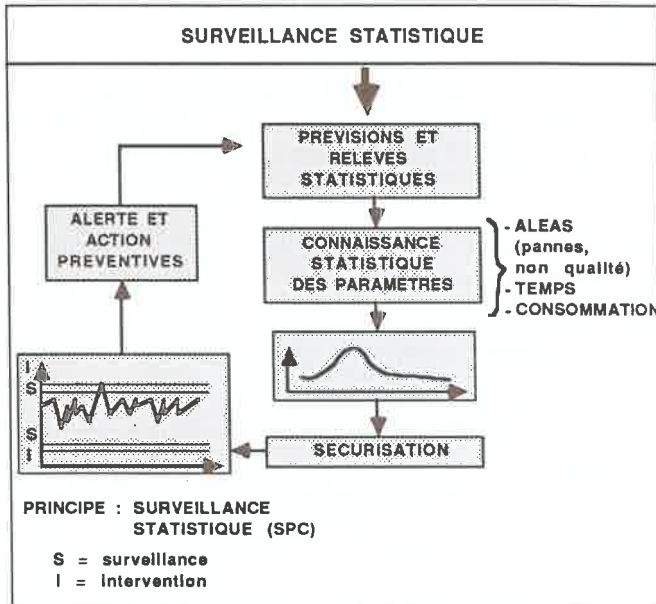 SURVEILLANCE STATISTIQUE
PREVISIONS ET
RELEVES
STATISTIQUES
ALERTE ET
ACTION
PREVENTIVES
CONNAISSANCE
STATISTIQUE
DES PARAMETRES
- ALEAS
(pannes,
non qualité)
- TEMPS
- CONSOMMATION
I
S
S
I
SECURISATION
PRINCIPE : SURVEILLANCE
STATISTIQUE (SPC)
S = surveillance
I = intervention